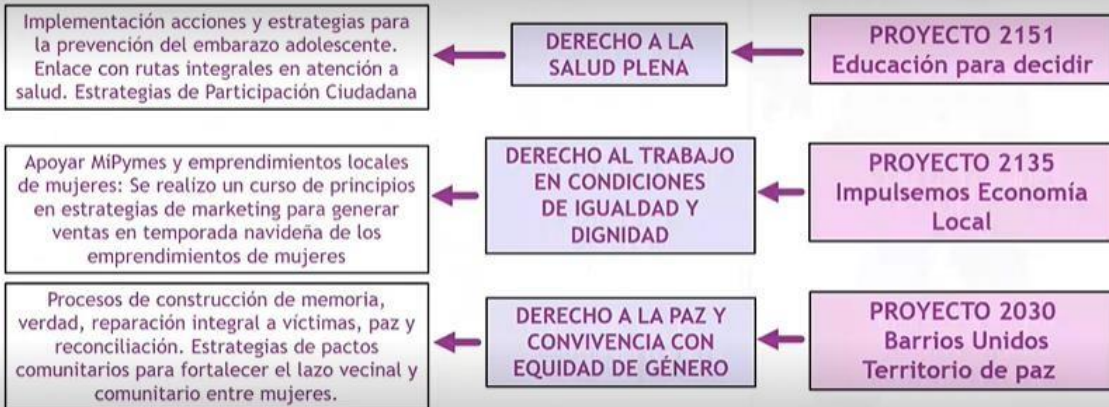 Implementación acciones y estrategias para
la prevención del embarazo adolescente.
Enlace con rutas integrales en atención a
salud. Estrategias de Participación Ciudadana
DERECHO A LA
SALUD PLENA
PROYECTO 2151
Educación para decidir
Apoyar MiPymes y emprendimientos locales
de mujeres: Se realizo un curso de principios
en estrategias de marketing para generar
ventas en temporada navideña de los
emprendimientos de mujeres
DERECHO AL TRABAJO
EN CONDICIONES
DE IGUALDAD Y
DIGNIDAD
PROYECTO 2135
Impulsemos Economía
Local
Procesos de construcción de memoria,
verdad, reparación integral a víctimas, paz y
reconciliación. Estrategias de pactos
comunitarios para fortalecer el lazo vecinal y
comunitario entre mujeres.
DERECHO A LA PAZ Y
CONVIVENCIA CON
EQUIDAD DE GÉNERO
PROYECTO 2030
Barrios Unidos
Territorio de paz